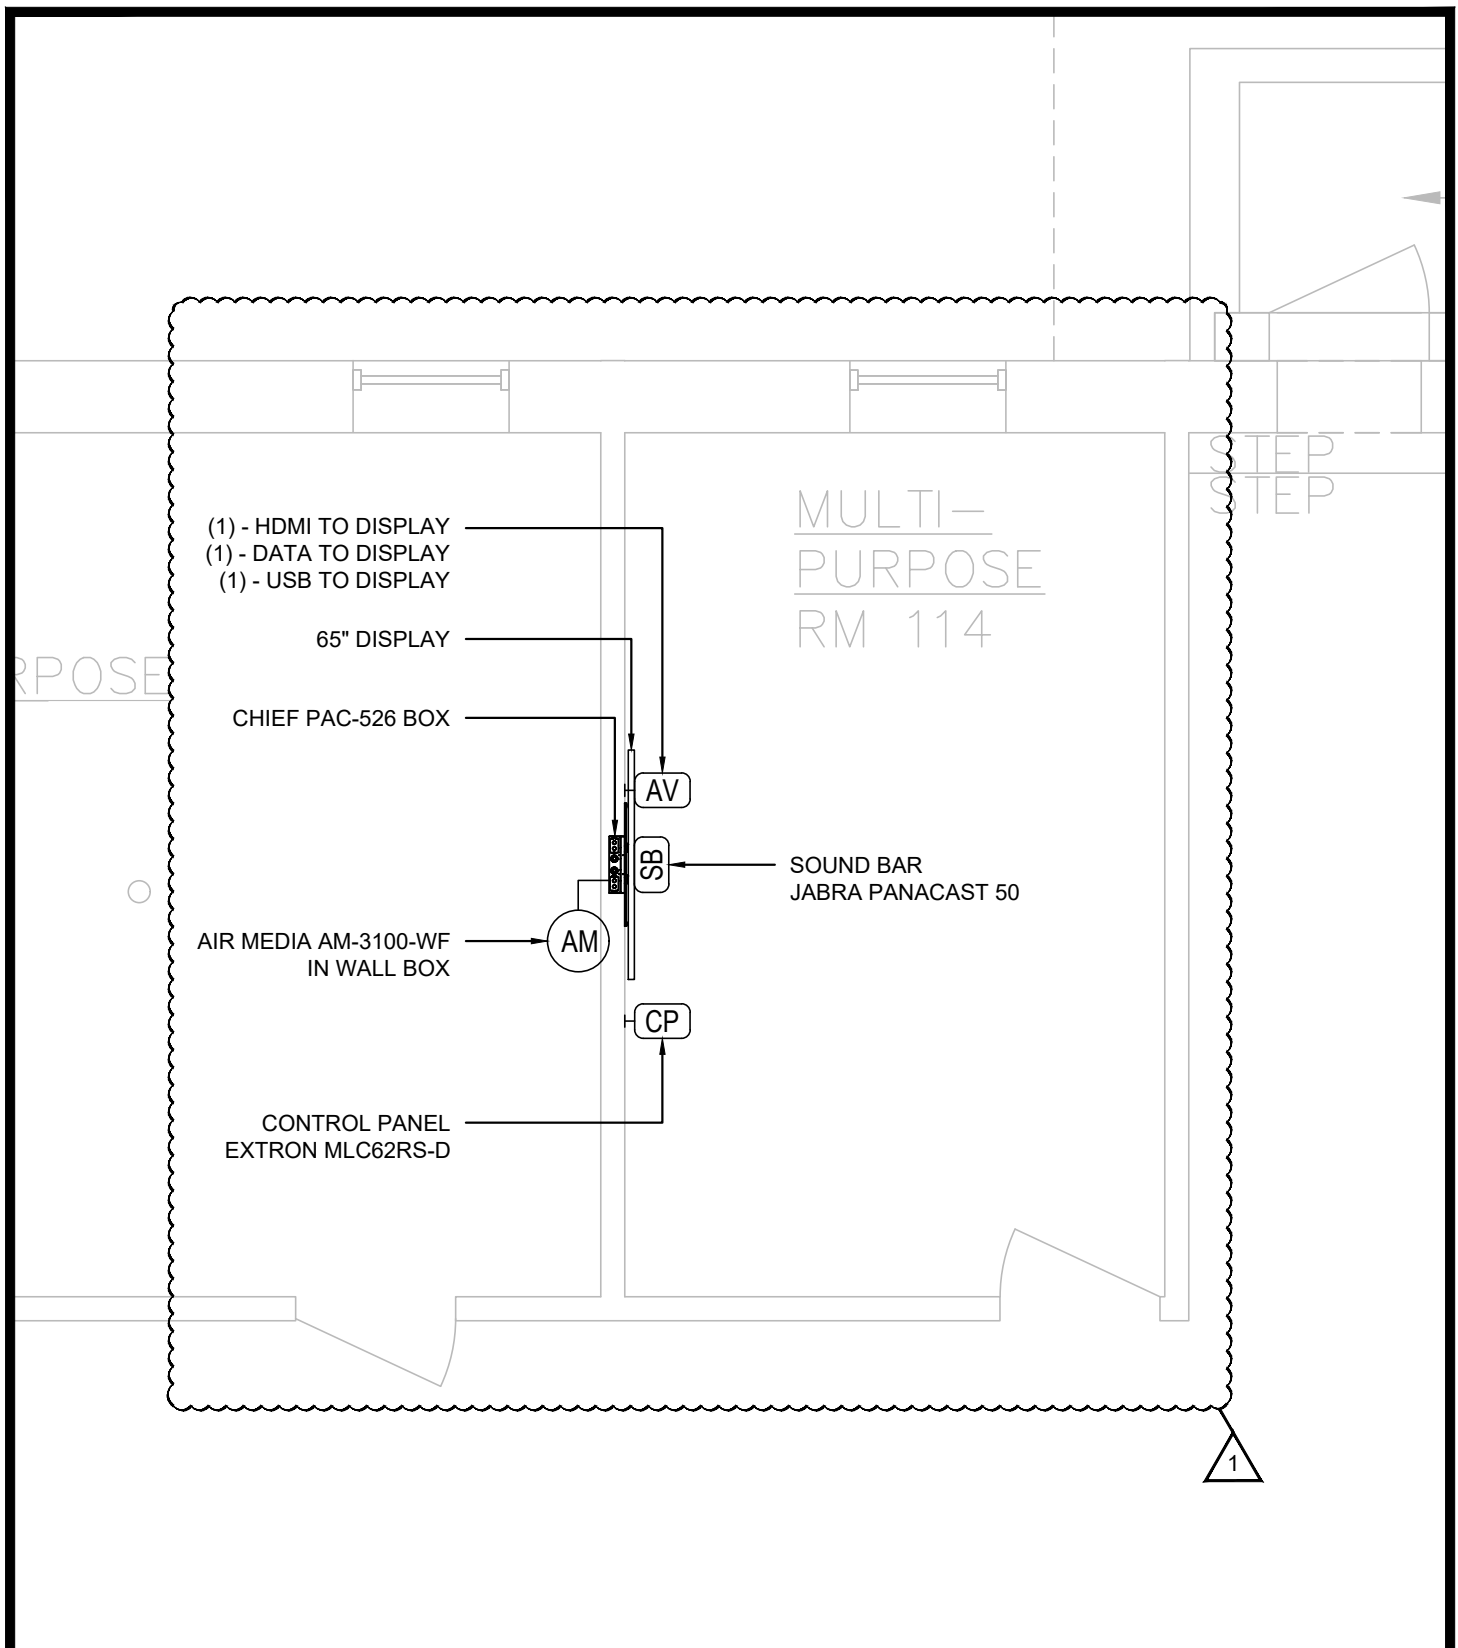 STEP
STEP
MULTI-
PURPOSE
RM 114
(1) - HDMI TO DISPLAY
(1) - DATA TO DISPLAY
(1) - USB TO DISPLAY
65" DISPLAY
RPOSE
CHIEF PAC-526 BOX
AV
SB
SOUND BAR
JABRA PANACAST 50
AIR MEDIA AM-3100-WF
IN WALL BOX
AM
CP
CONTROL PANEL
EXTRON MLC62RS-D
1